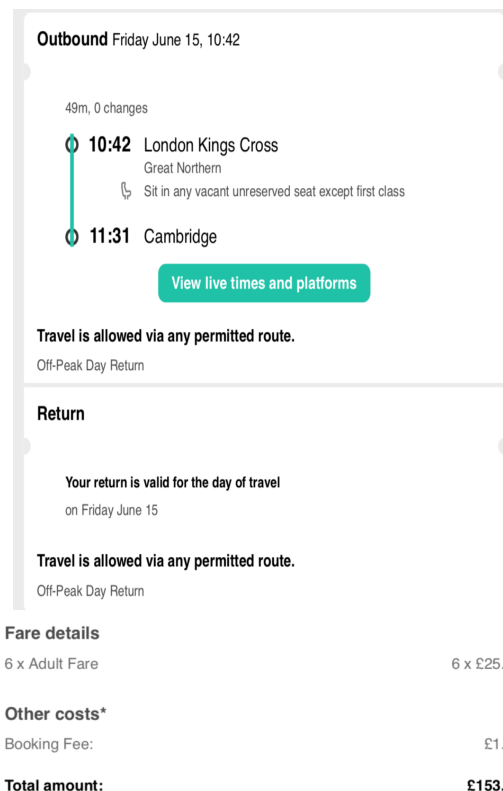 Outbound Friday June 15, 10:42
49m, 0 changes
10:42 London Kings Cross
Great Northern
Sit in any vacant unreserved seat except first class
11:31 Cambridge
View live times and platforms
Travel is allowed via any permitted route.
Off-Peak Day Return
Return
Your return is valid for the day of travel
on Friday June 15
Travel is allowed via any permitted route.
Off-Peak Day Return
Fare details
6 x Adult Fare 6 x £25.
Other costs*
Booking Fee: £1.
Total amount: £153.